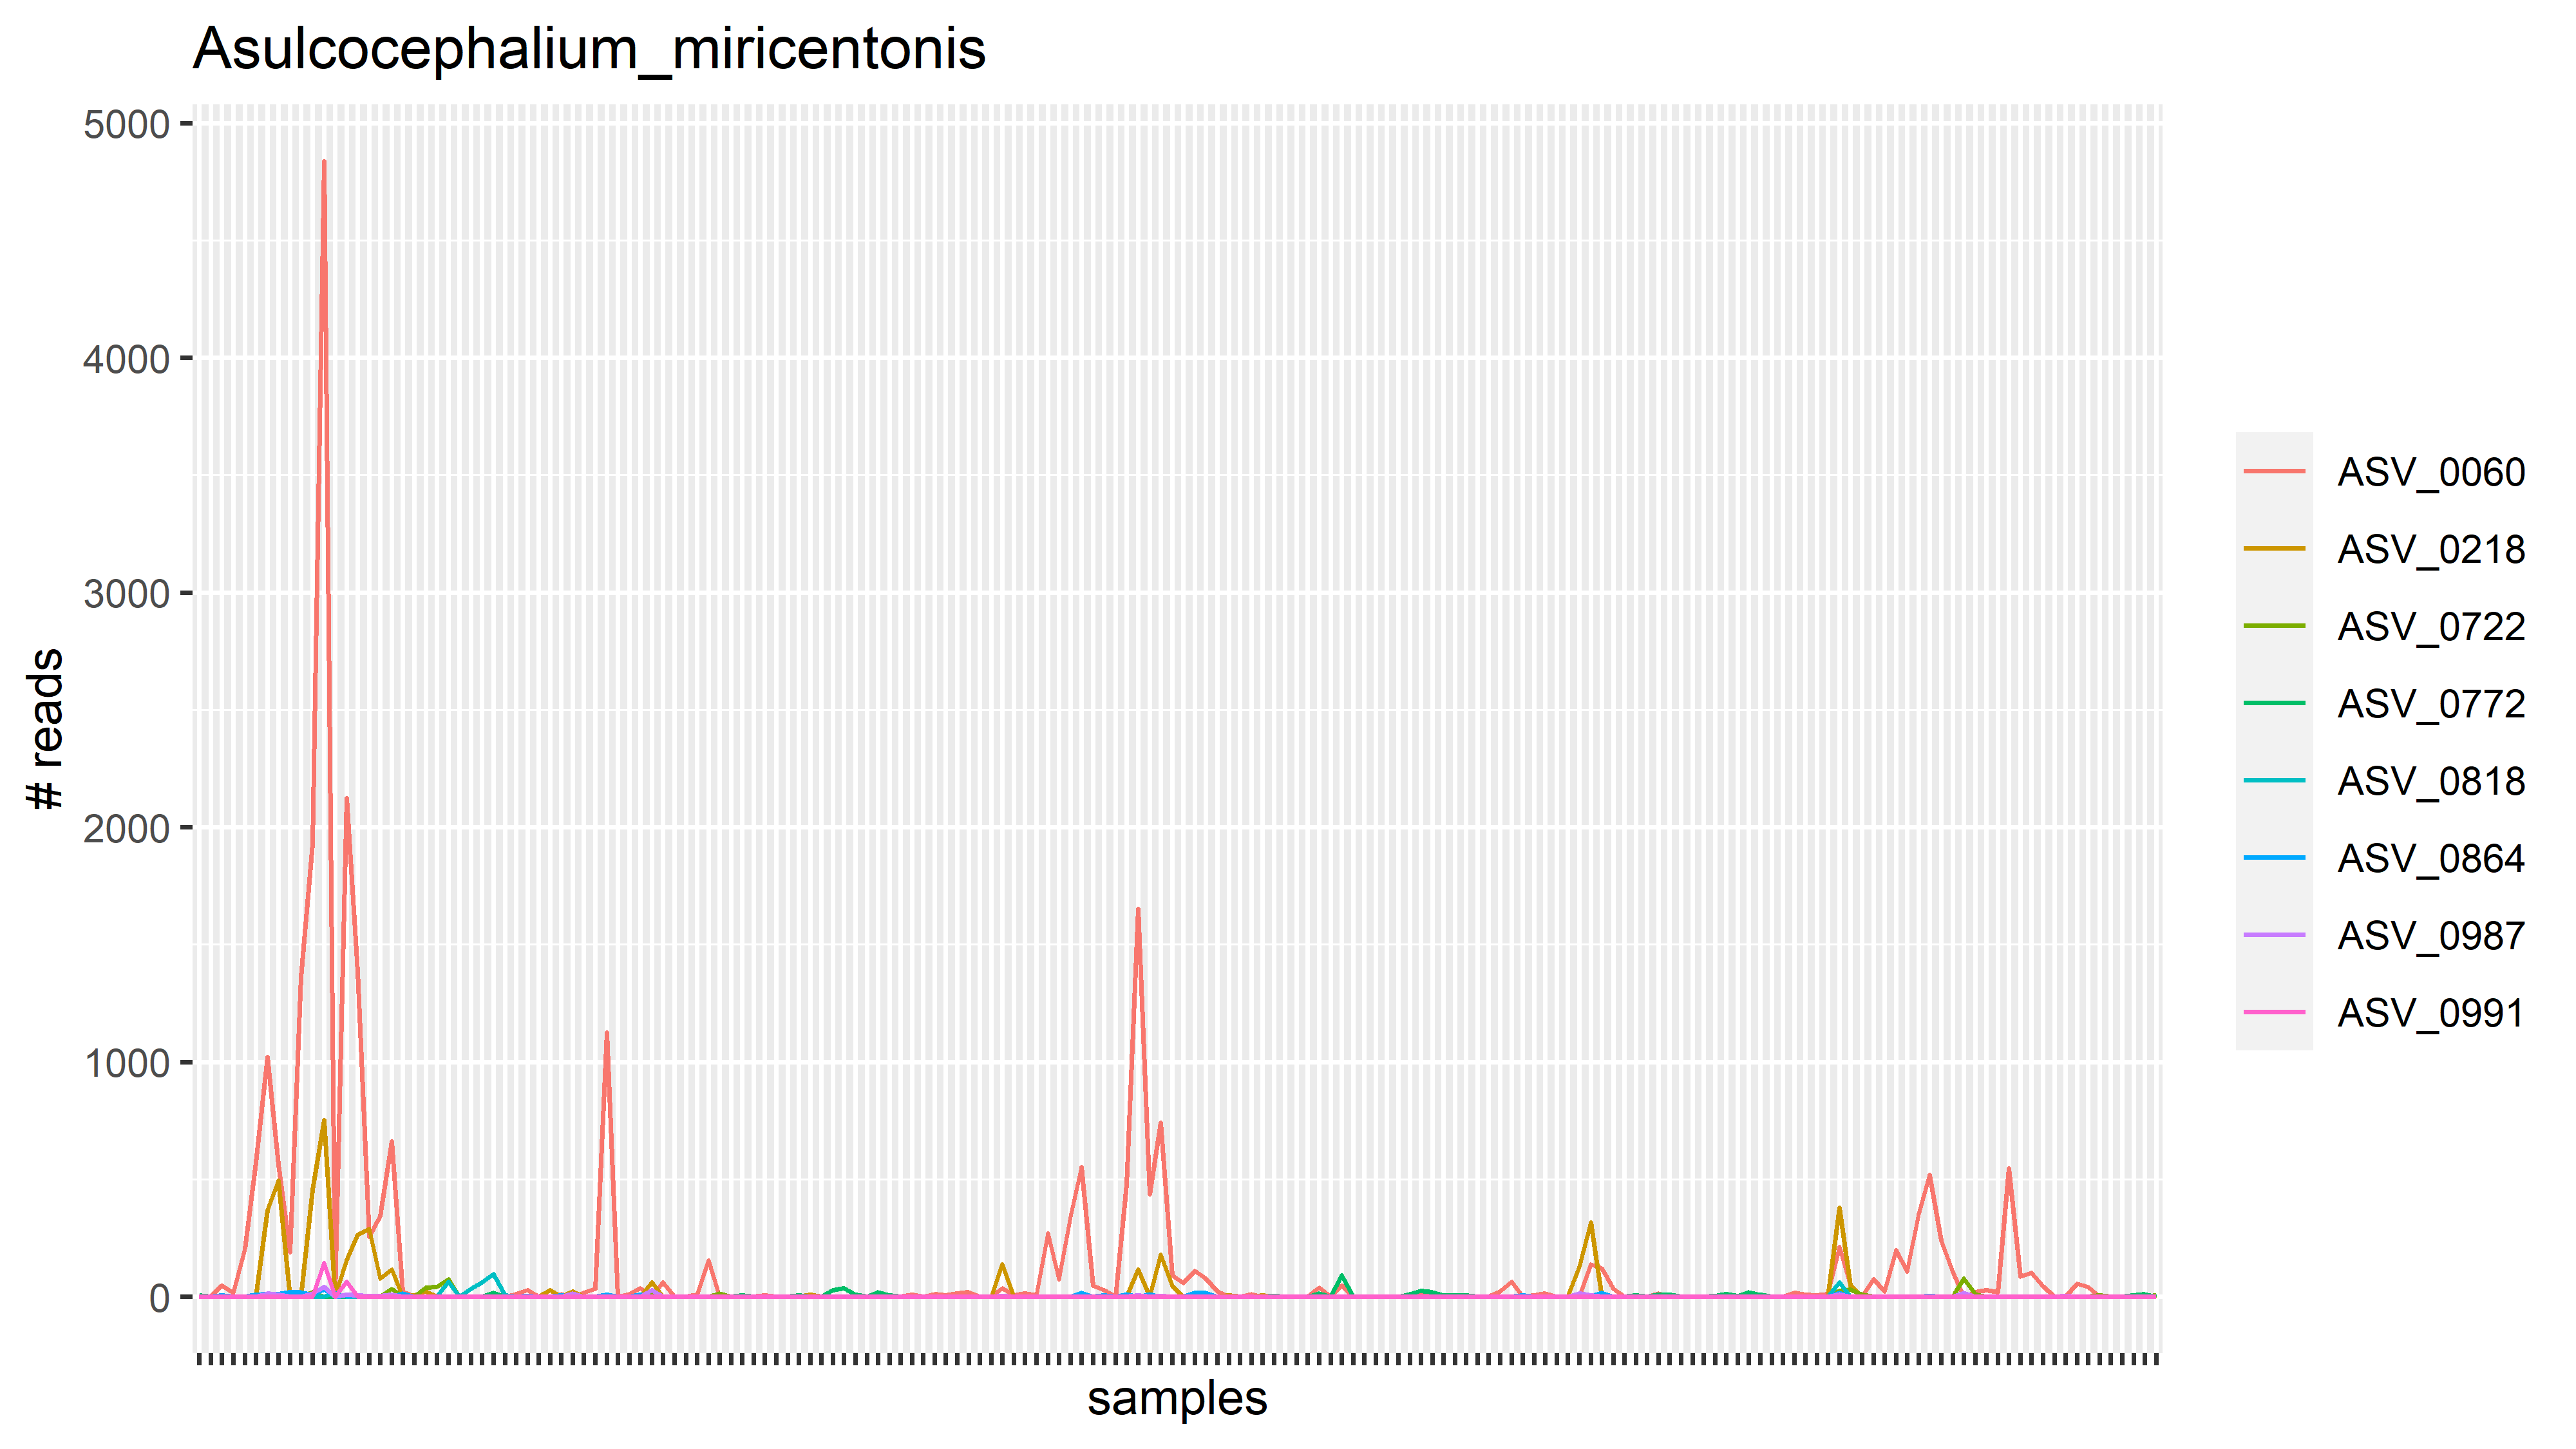 Asulcocephalium_miricentonis
5000
4000
3000
2000
1000
0
# reads
samples
ASV_0060
ASV_0218
ASV_0722
ASV_0772
ASV_0818
ASV_0864
ASV_0987
ASV_0991